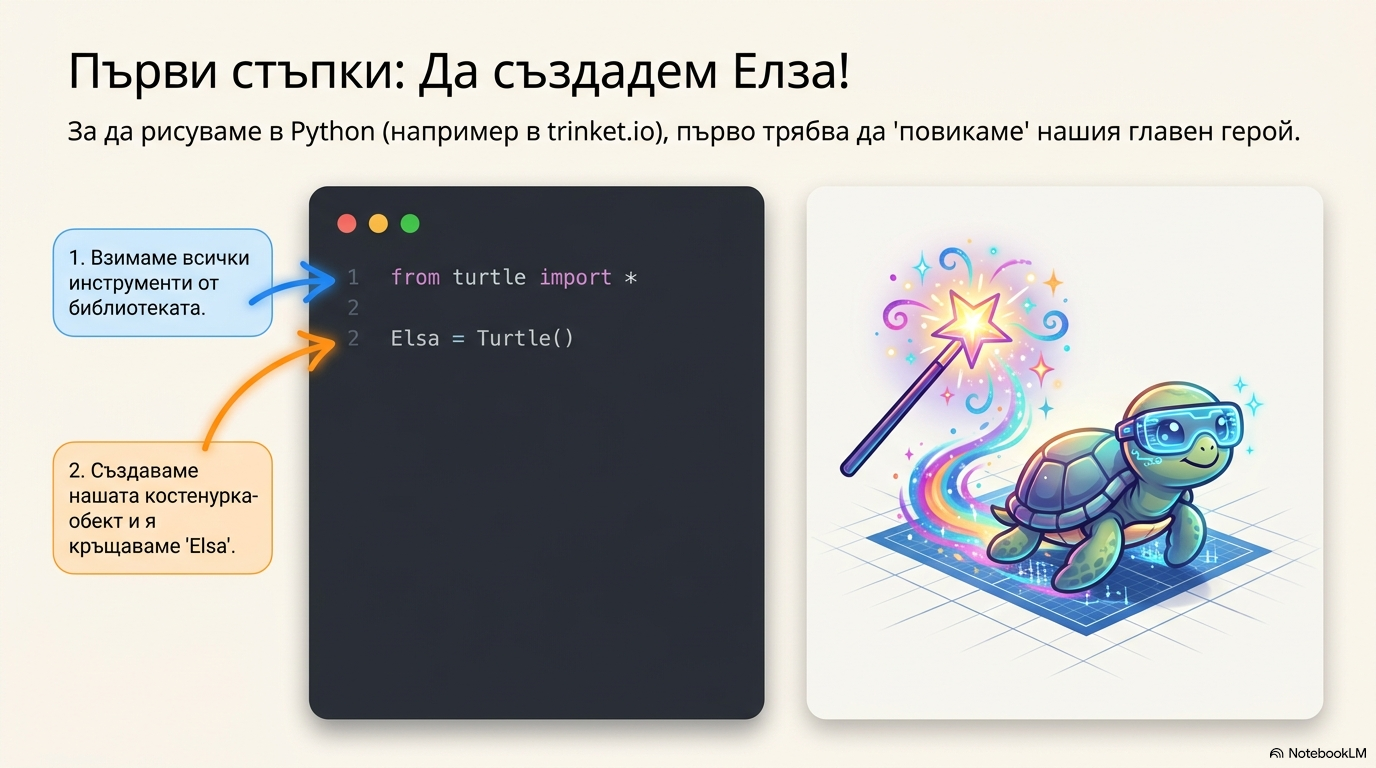 Първи стъпки: Да създадем Елза!
За да рисуваме в Python (например в trinket.io), първо трябва да 'повикаме' нашия главен герой.
1. Взимаме всички
инструменти от
библиотеката.
1 from turtle import *
2
2 Elsa = Turtle()
2. Създаваме
нашата костенурка-
обект и я
кръщаваме 'Elsa'.
NotebookLM